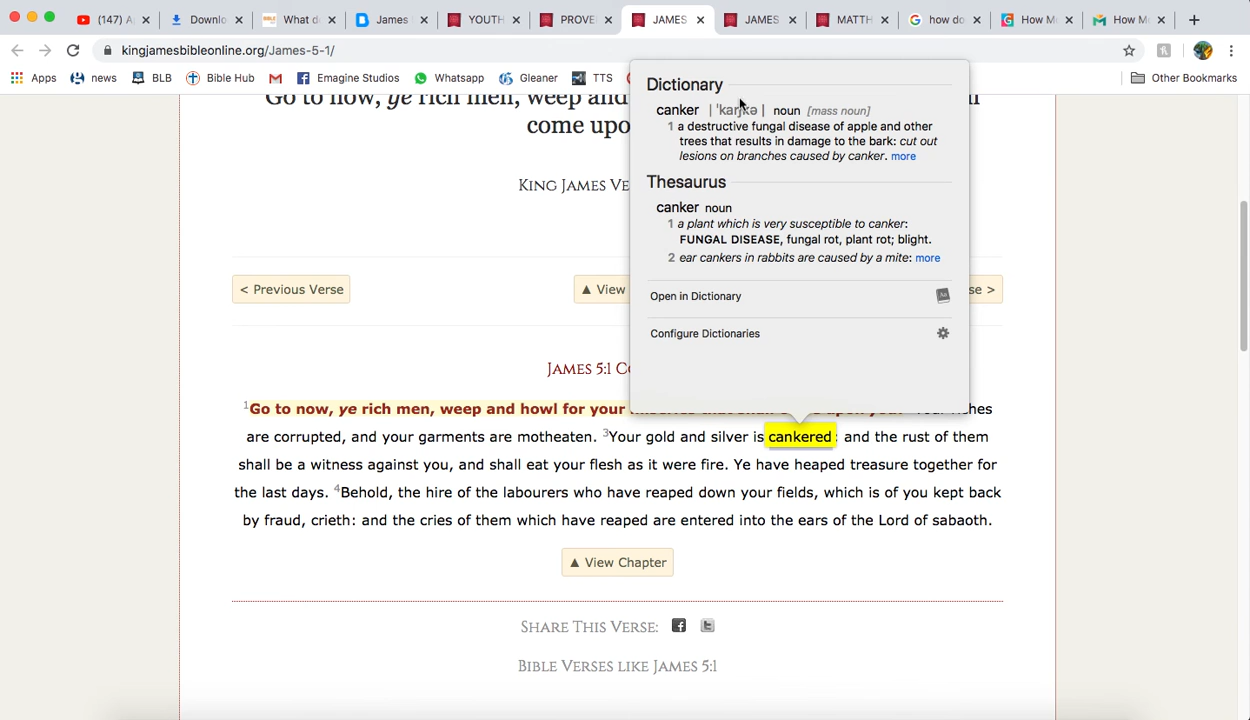 (147) A
Downlo
What d
James
YOUTH
PROVE
JAMES
JAMES
MATTH
how do
How M
How M
kingjamesbibleonline.org/James-5-1/
Apps
news
BLB
Bible Hub
Emagine Studios
Whatsapp
Gleaner
TTS
Other Bookmarks
Go to now, ye rich men, weep and
come upo
King James Ve
Dictionary
canker noun [mass noun]
1 a destructive fungal disease of apple and other
trees that results in damage to the bark: cut out
lesions on branches caused by canker. more
Thesaurus
canker noun
1 a plant which is very susceptible to canker:
FUNGAL DISEASE, fungal rot, plant rot; blight.
2 ear cankers in rabbits are caused by a mite: more
Open in Dictionary
Configure Dictionaries
< Previous Verse
▲ View
se >
James 5:1 Co
1Go to now, ye rich men, weep and howl for your
hes
are corrupted, and your garments are motheaten. 3Your gold and silver is cankered; and the rust of them
shall be a witness against you, and shall eat your flesh as it were fire. Ye have heaped treasure together for
the last days. 4Behold, the hire of the labourers who have reaped down your fields, which is of you kept back
by fraud, crieth: and the cries of them which have reaped are entered into the ears of the Lord of sabaoth.
▲ View Chapter
Share This Verse:
Bible Verses like James 5:1